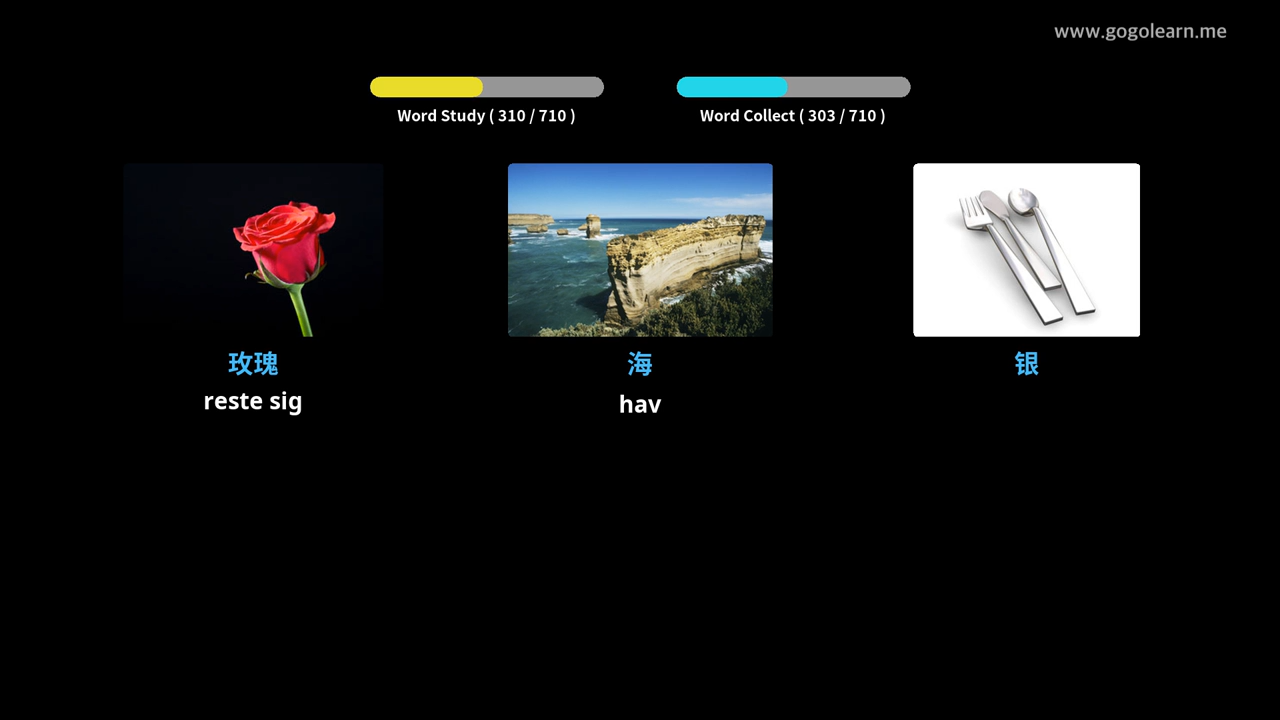 www.gogolearn.me
Word Study ( 310 / 710 )
Word Collect ( 303 / 710 )
玫瑰
reste sig
海
hav
银